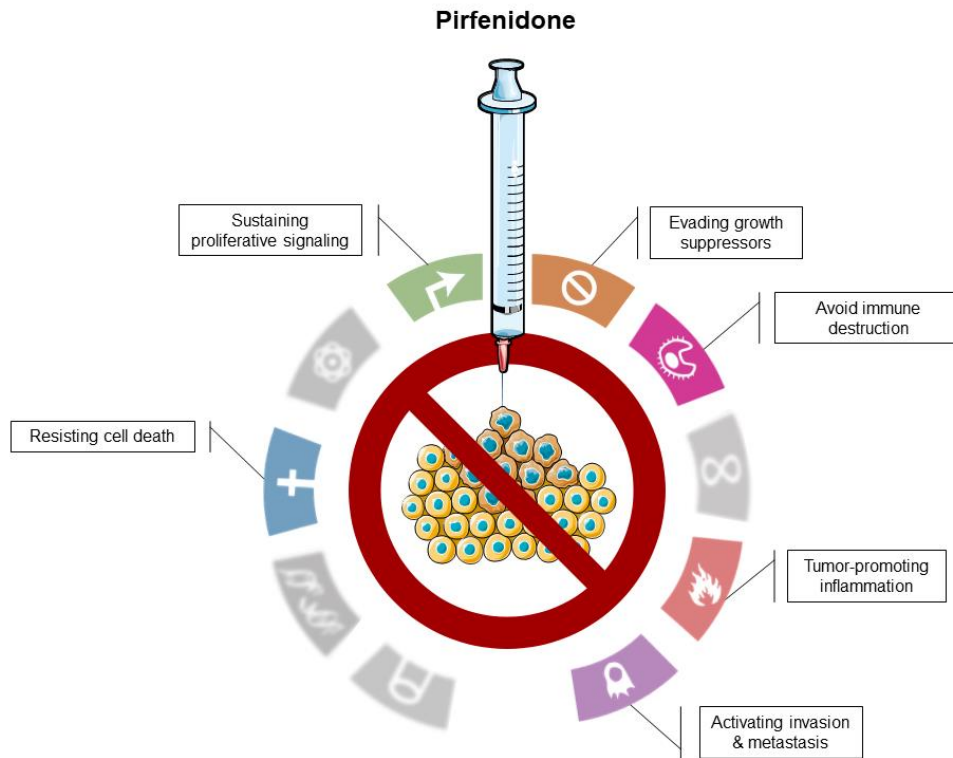 Pirfenidone
Sustaining
proliferative signaling
Evading growth
suppressors
Avoid immune
destruction
Resisting cell death
Tumor-promoting
inflammation
Activating invasion
& metastasis